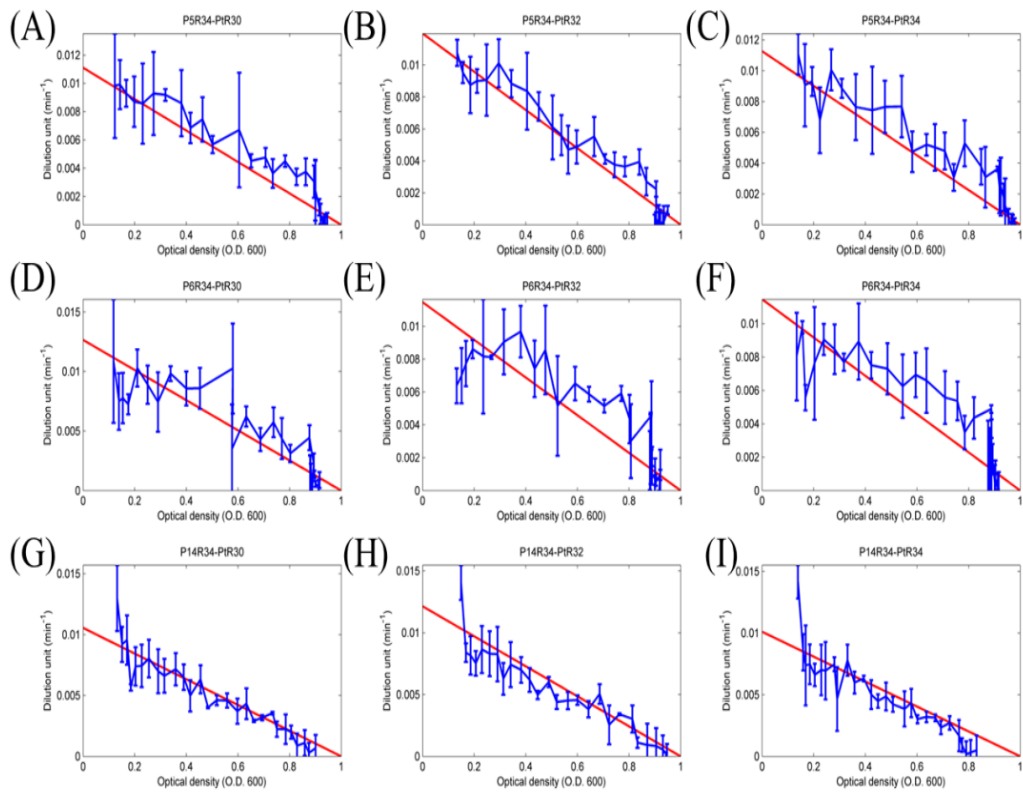 (A) P5R34-PtR30
Dilution unit (min⁻¹)
0.012
0.01
0.008
0.006
0.004
0.002
0
0 0.2 0.4 0.6 0.8 1
Optical density (O.D. 600)
(B) P5R34-PtR32
Dilution unit (min⁻¹)
0.01
0.008
0.006
0.004
0.002
0
0 0.2 0.4 0.6 0.8 1
Optical density (O.D. 600)
(C) P5R34-PtR34
Dilution unit (min⁻¹)
0.012
0.01
0.008
0.006
0.004
0.002
0
0 0.2 0.4 0.6 0.8 1
Optical density (O.D. 600)
(D) P6R34-PtR30
Dilution unit (min⁻¹)
0.015
0.01
0.005
0
0 0.2 0.4 0.6 0.8 1
Optical density (O.D. 600)
(E) P6R34-PtR32
Dilution unit (min⁻¹)
0.01
0.008
0.006
0.004
0.002
0
0 0.2 0.4 0.6 0.8 1
Optical density (O.D. 600)
(F) P6R34-PtR34
Dilution unit (min⁻¹)
0.01
0.008
0.006
0.004
0.002
0
0 0.2 0.4 0.6 0.8 1
Optical density (O.D. 600)
(G) P14R34-PtR30
Dilution unit (min⁻¹)
0.015
0.01
0.005
0
0 0.2 0.4 0.6 0.8 1
Optical density (O.D. 600)
(H) P14R34-PtR32
Dilution unit (min⁻¹)
0.015
0.01
0.005
0
0 0.2 0.4 0.6 0.8 1
Optical density (O.D. 600)
(I) P14R34-PtR34
Dilution unit (min⁻¹)
0.015
0.01
0.005
0
0 0.2 0.4 0.6 0.8 1
Optical density (O.D. 600)